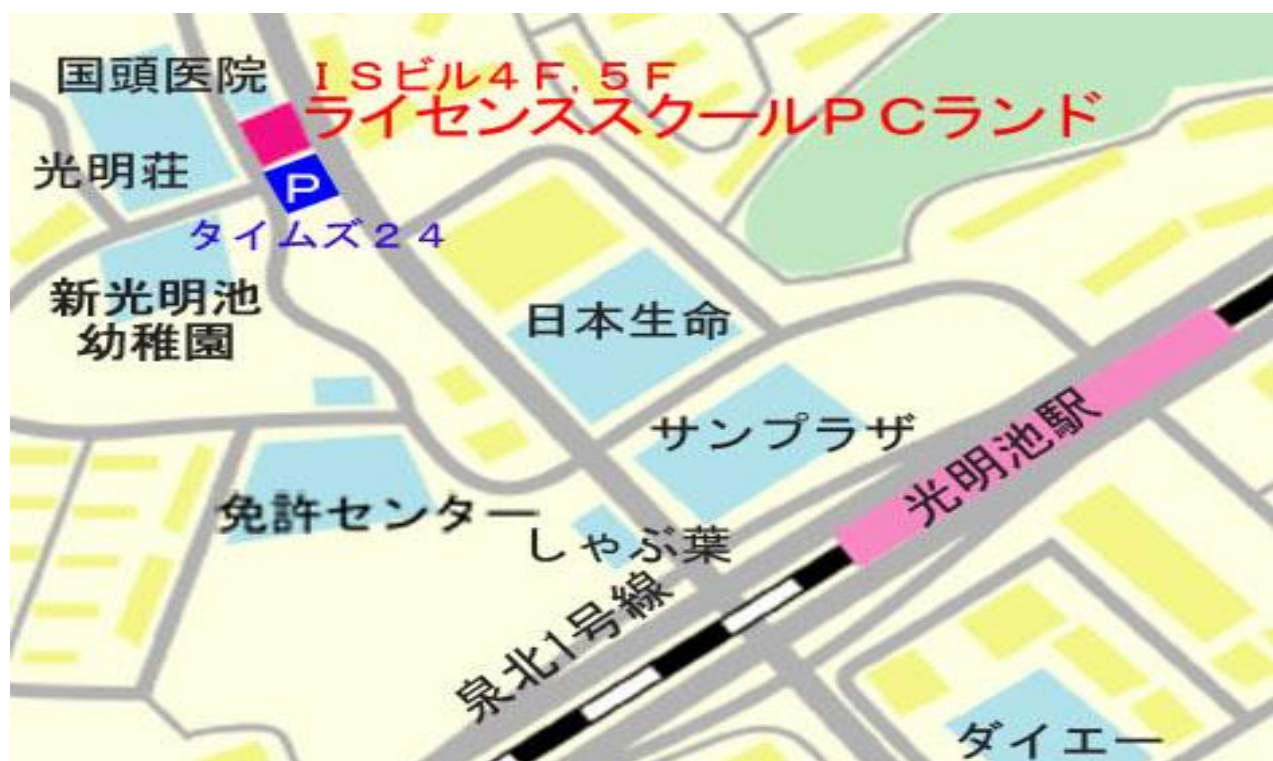 国頭医院
ＩＳビル４Ｆ,５Ｆ
ライセンススクールＰＣランド
光明荘
P
タイムズ２４
新光明池
幼稚園
日本生命
サンプラザ
光明池駅
免許センター
しゃぶ葉
泉北1号線
ダイエー